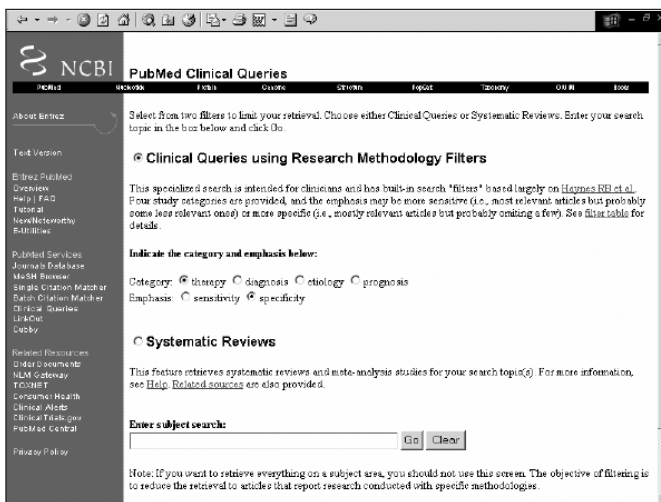 NCBI
PubMed Clinical Queries
PubMed Nucleotide Protein Genome Structure PopSet Taxonomy OMIM Books
About Entrez
Text Version
Entrez PubMed
Overview
Help | FAQ
Tutorial
New/Noteworthy
E-Utilities
PubMed Services
Journals Database
MeSH Browser
Single Citation Matcher
Batch Citation Matcher
Clinical Queries
LinkOut
Cubby
Related Resources
Order Documents
NLM Gateway
TOXNET
Consumer Health
Clinical Alerts
ClinicalTrials.gov
PubMed Central
Privacy Policy
Select from two filters to limit your retrieval. Choose either Clinical Queries or Systematic Reviews. Enter your search
topic in the box below and click Go.
Clinical Queries using Research Methodology Filters
This specialized search is intended for clinicians and has built-in search "filters" based largely on Haynes RB et al.
Four study categories are provided, and the emphasis may be more sensitive (i.e., most relevant articles but probably
some less relevant ones) or more specific (i.e., mostly relevant articles but probably omitting a few). See filter table for
details.
Indicate the category and emphasis below:
Category: therapy diagnosis etiology prognosis
Emphasis: sensitivity specificity
Systematic Reviews
This feature retrieves systematic reviews and meta-analysis studies for your search topic(s). For more information,
see Help. Related sources are also provided.
Enter subject search:
Go Clear
Note: If you want to retrieve everything on a subject area, you should not use this screen. The objective of filtering is
to reduce the retrieval to articles that report research conducted with specific methodologies.